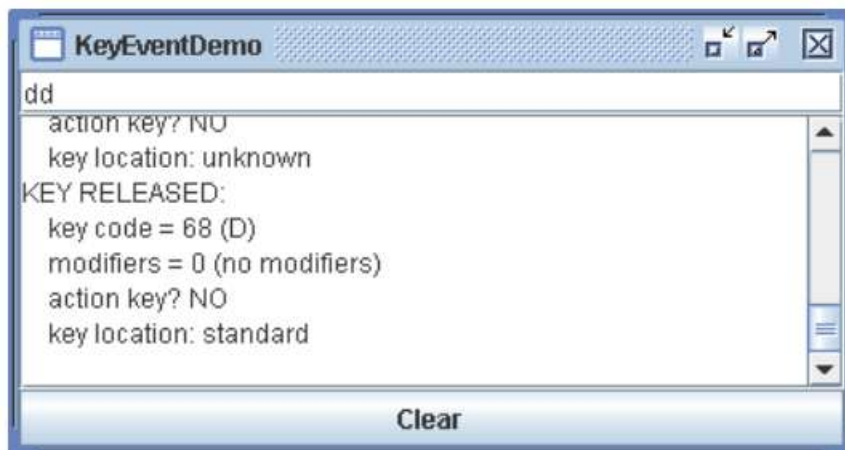 KeyEventDemo
dd
action key? NO
key location: unknown
KEY RELEASED:
key code = 68 (D)
modifiers = 0 (no modifiers)
action key? NO
key location: standard
Clear